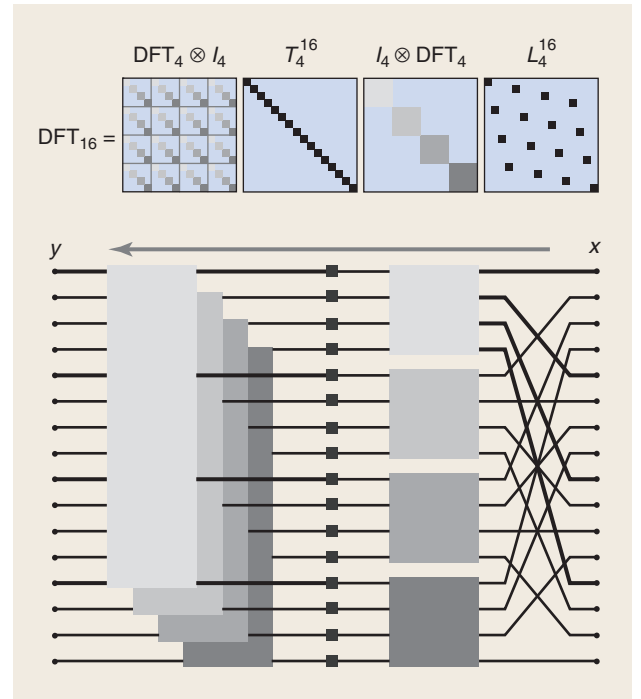 DFT₄ ⊗ I₄ T₄¹⁶ I₄ ⊗ DFT₄ L₄¹⁶
DFT₁₆ =
y x